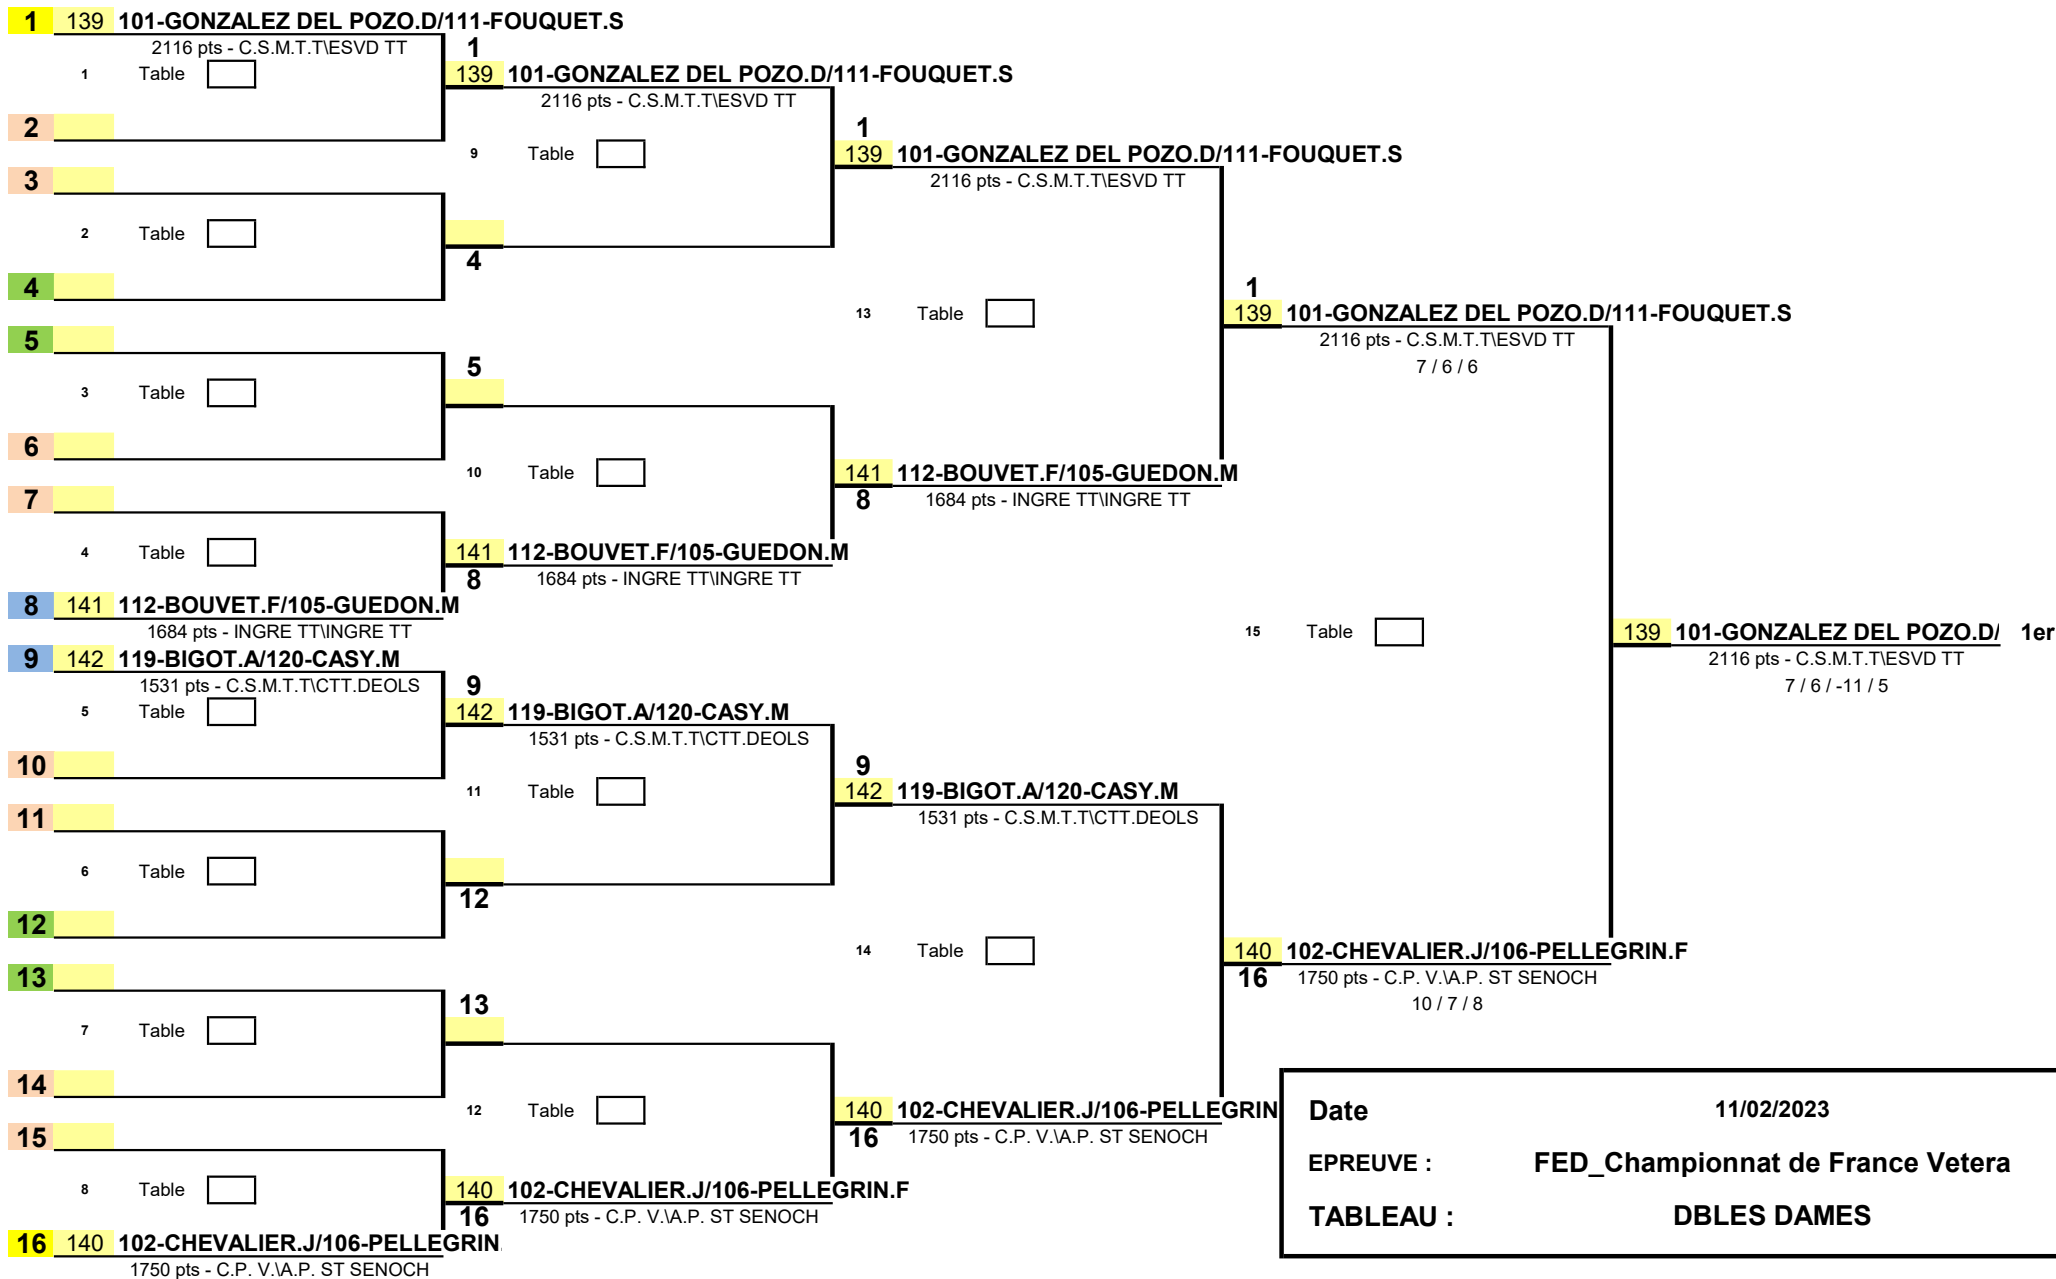 1 139 101-GONZALEZ DEL POZO.D/111-FOUQUET.S
2116 pts - C.S.M.T.T\ESVD TT
1 Table
2
3
2 Table
4
5
3 Table
6
7
4 Table
8 141 112-BOUVET.F/105-GUEDON.M
1684 pts - INGRE TT\INGRE TT
9 142 119-BIGOT.A/120-CASY.M
1531 pts - C.S.M.T.T\CTT.DEOLS
5 Table
10
11
6 Table
12
13
7 Table
14
15
8 Table
16 140 102-CHEVALIER.J/106-PELLEGRIN.
1750 pts - C.P. V.\A.P. ST SENOCH
1
139 101-GONZALEZ DEL POZO.D/111-FOUQUET.S
2116 pts - C.S.M.T.T\ESVD TT
9 Table
4
5
10 Table
141 112-BOUVET.F/105-GUEDON.M
8 1684 pts - INGRE TT\INGRE TT
9
142 119-BIGOT.A/120-CASY.M
1531 pts - C.S.M.T.T\CTT.DEOLS
11 Table
12
13
12 Table
140 102-CHEVALIER.J/106-PELLEGRIN.F
16 1750 pts - C.P. V.\A.P. ST SENOCH
1
139 101-GONZALEZ DEL POZO.D/111-FOUQUET.S
2116 pts - C.S.M.T.T\ESVD TT
13 Table
141 112-BOUVET.F/105-GUEDON.M
8 1684 pts - INGRE TT\INGRE TT
9
142 119-BIGOT.A/120-CASY.M
1531 pts - C.S.M.T.T\CTT.DEOLS
14 Table
140 102-CHEVALIER.J/106-PELLEGRIN
16 1750 pts - C.P. V.\A.P. ST SENOCH
1
139 101-GONZALEZ DEL POZO.D/111-FOUQUET.S
2116 pts - C.S.M.T.T\ESVD TT
7 / 6 / 6
15 Table
140 102-CHEVALIER.J/106-PELLEGRIN.F
16 1750 pts - C.P. V.\A.P. ST SENOCH
10 / 7 / 8
139 101-GONZALEZ DEL POZO.D/ 1er
2116 pts - C.S.M.T.T\ESVD TT
7 / 6 / -11 / 5
Date 11/02/2023
EPREUVE : FED_Championnat de France Vetera
TABLEAU : DBLES DAMES